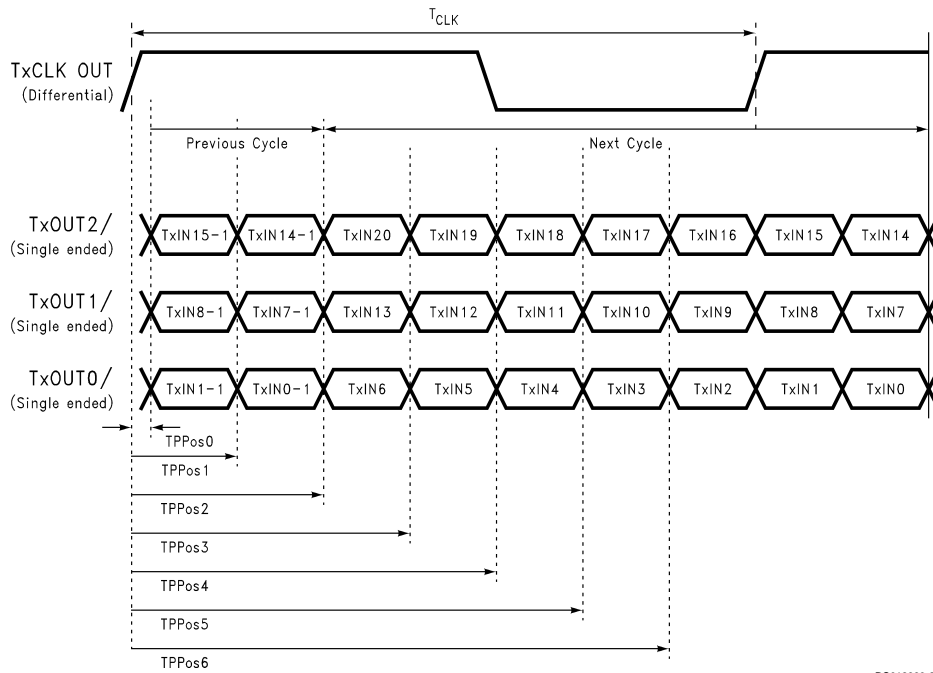 TCLK
TxCLK OUT
(Differential)
Previous Cycle
Next Cycle
TxOUT2/
(Single ended)
TxIN15-1 TxIN14-1 TxIN20 TxIN19 TxIN18 TxIN17 TxIN16 TxIN15 TxIN14
TxOUT1/
(Single ended)
TxIN8-1 TxIN7-1 TxIN13 TxIN12 TxIN11 TxIN10 TxIN9 TxIN8 TxIN7
TxOUT0/
(Single ended)
TxIN1-1 TxIN0-1 TxIN6 TxIN5 TxIN4 TxIN3 TxIN2 TxIN1 TxIN0
TPPos0
TPPos1
TPPos2
TPPos3
TPPos4
TPPos5
TPPos6